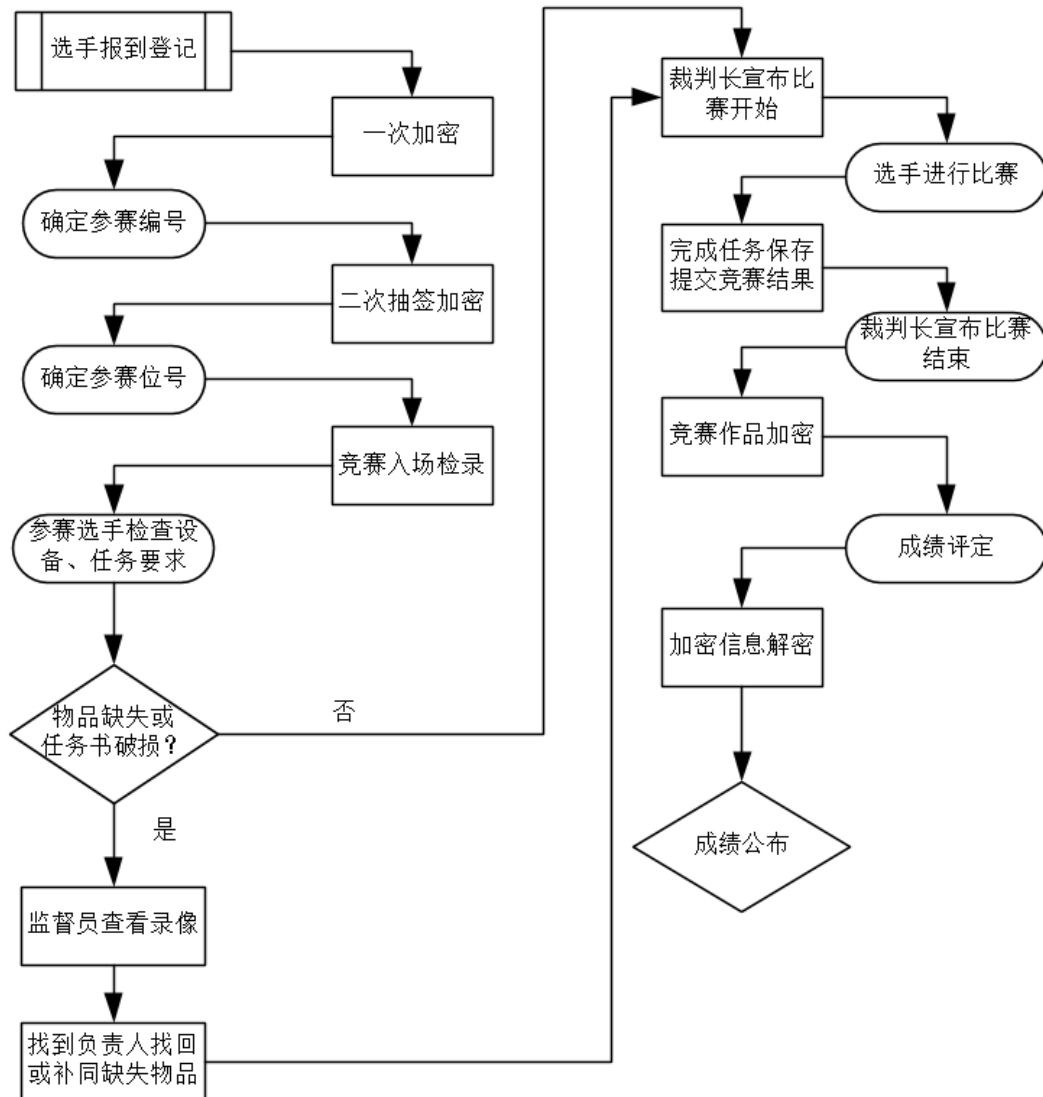 选手报到登记
一次加密
确定参赛编号
二次抽签加密
确定参赛位号
竞赛入场检录
参赛选手检查设
备、任务要求
物品缺失或
任务书破损？
否
是
监督员查看录像
找到负责人找回
或补同缺失物品
裁判长宣布比
赛开始
选手进行比赛
完成任务保存
提交竞赛结果
裁判长宣布比赛
结束
竞赛作品加密
成绩评定
加密信息解密
成绩公布